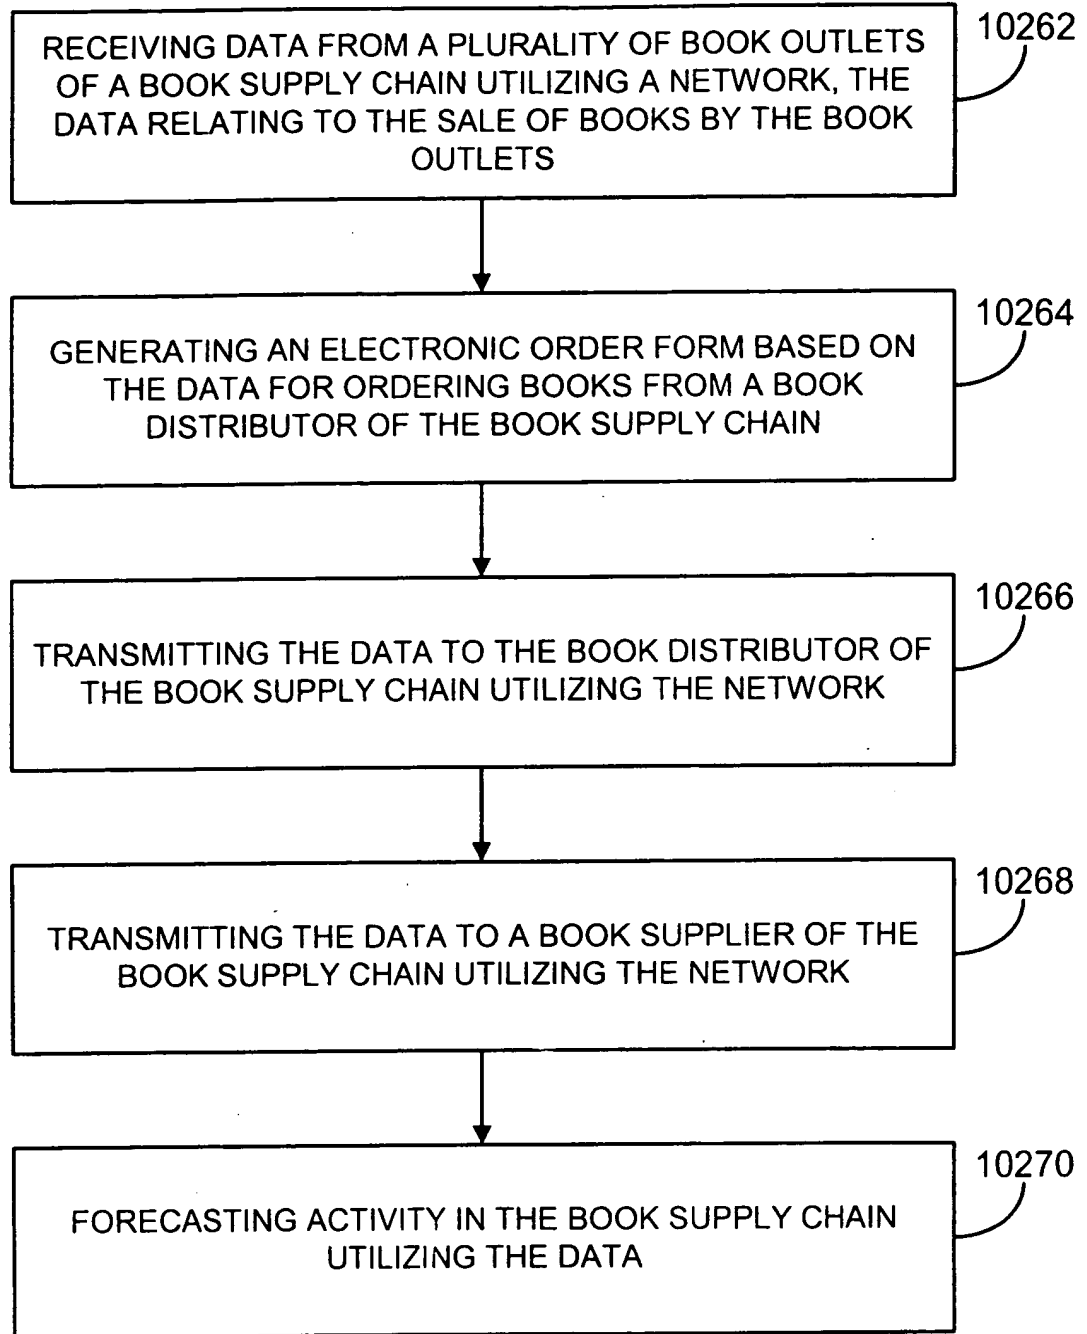 10262
RECEIVING DATA FROM A PLURALITY OF BOOK OUTLETS
OF A BOOK SUPPLY CHAIN UTILIZING A NETWORK, THE
DATA RELATING TO THE SALE OF BOOKS BY THE BOOK
OUTLETS
10264
GENERATING AN ELECTRONIC ORDER FORM BASED ON
THE DATA FOR ORDERING BOOKS FROM A BOOK
DISTRIBUTOR OF THE BOOK SUPPLY CHAIN
10266
TRANSMITTING THE DATA TO THE BOOK DISTRIBUTOR OF
THE BOOK SUPPLY CHAIN UTILIZING THE NETWORK
10268
TRANSMITTING THE DATA TO A BOOK SUPPLIER OF THE
BOOK SUPPLY CHAIN UTILIZING THE NETWORK
10270
FORECASTING ACTIVITY IN THE BOOK SUPPLY CHAIN
UTILIZING THE DATA